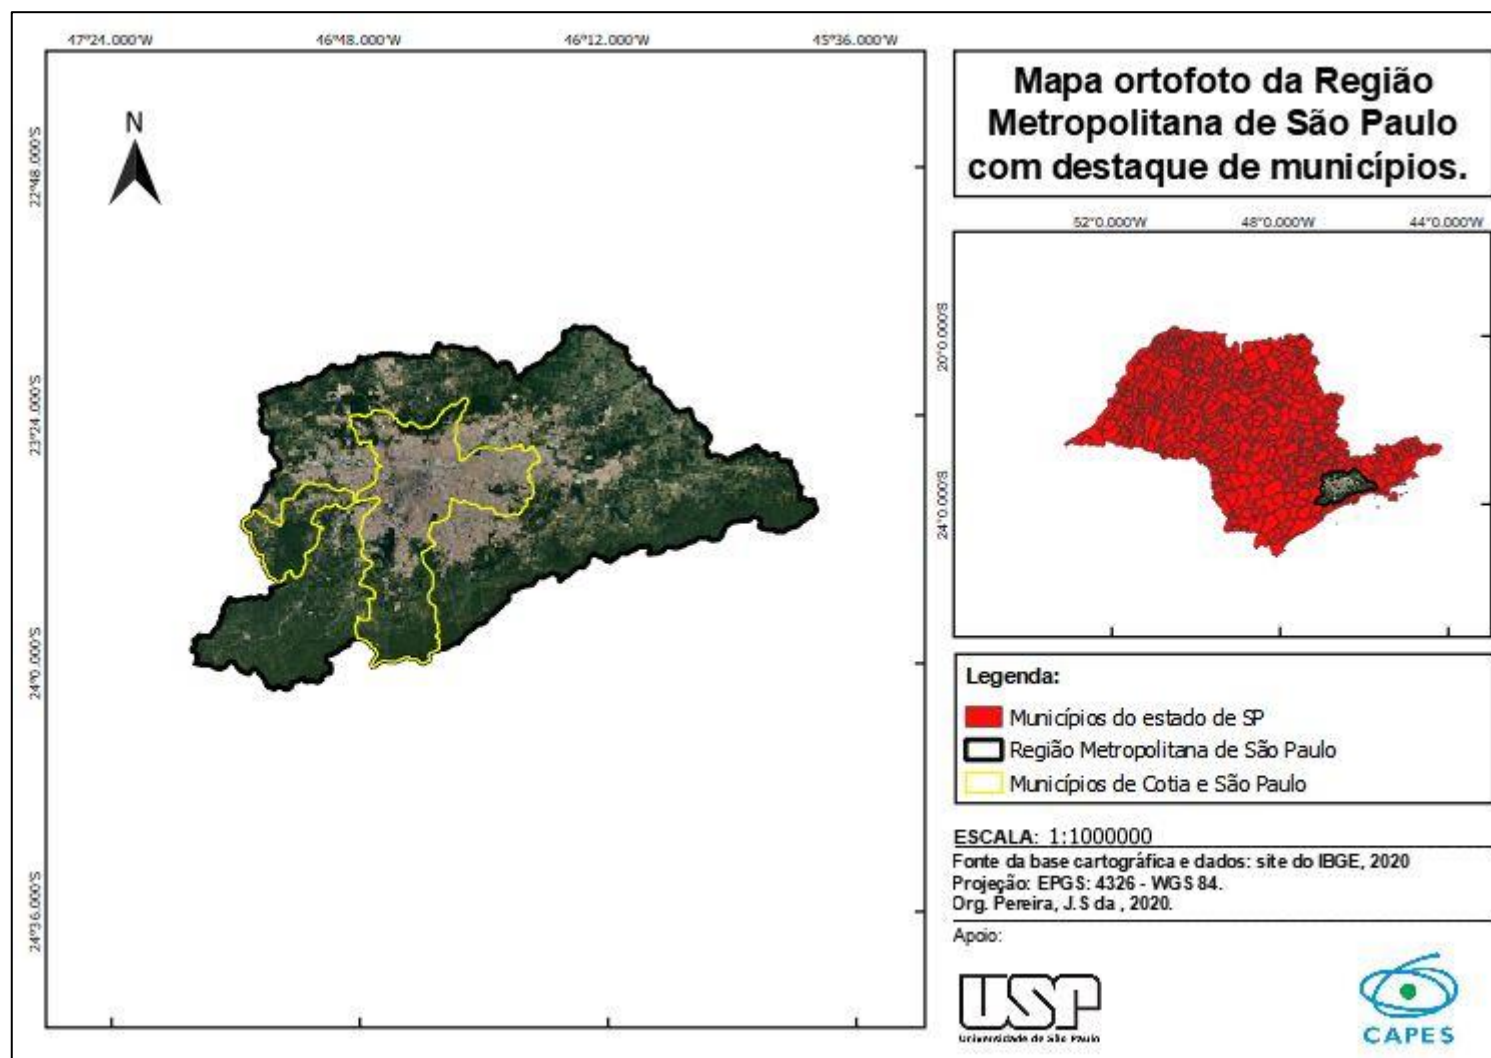 47°24.000'W 46°48.000'W 46°12.000'W 45°36.000'W
N
22°48.000'S
23°24.000'S
24°0.000'S
24°36.000'S
Mapa ortofoto da Região
Metropolitana de São Paulo
com destaque de municípios.
52°0.000'W 48°0.000'W 44°0.000'W
20°0.000'S
24°0.000'S
Legenda:
Municípios do estado de SP
Região Metropolitana de São Paulo
Municípios de Cotia e São Paulo
ESCALA: 1:1000000
Fonte da base cartográfica e dados: site do IBGE, 2020
Projeção: EPGS: 4326 - WGS 84.
Org. Pereira, J.S da , 2020.
Apoio:
USP
Universidade de São Paulo
CAPES